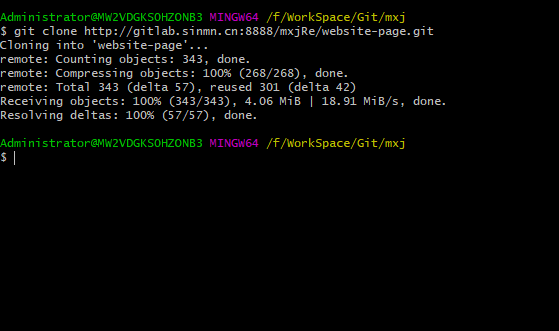 Administrator@MW2VDGKSOHZONB3 MINGW64 /f/WorkSpace/Git/mxj
$ git clone http://gitlab.sinmn.cn:8888/mxjRe/website-page.git
Cloning into 'website-page'...
remote: Counting objects: 343, done.
remote: Compressing objects: 100% (268/268), done.
remote: Total 343 (delta 57), reused 301 (delta 42)
Receiving objects: 100% (343/343), 4.06 MiB | 18.91 MiB/s, done.
Resolving deltas: 100% (57/57), done.
Administrator@MW2VDGKSOHZONB3 MINGW64 /f/WorkSpace/Git/mxj
$